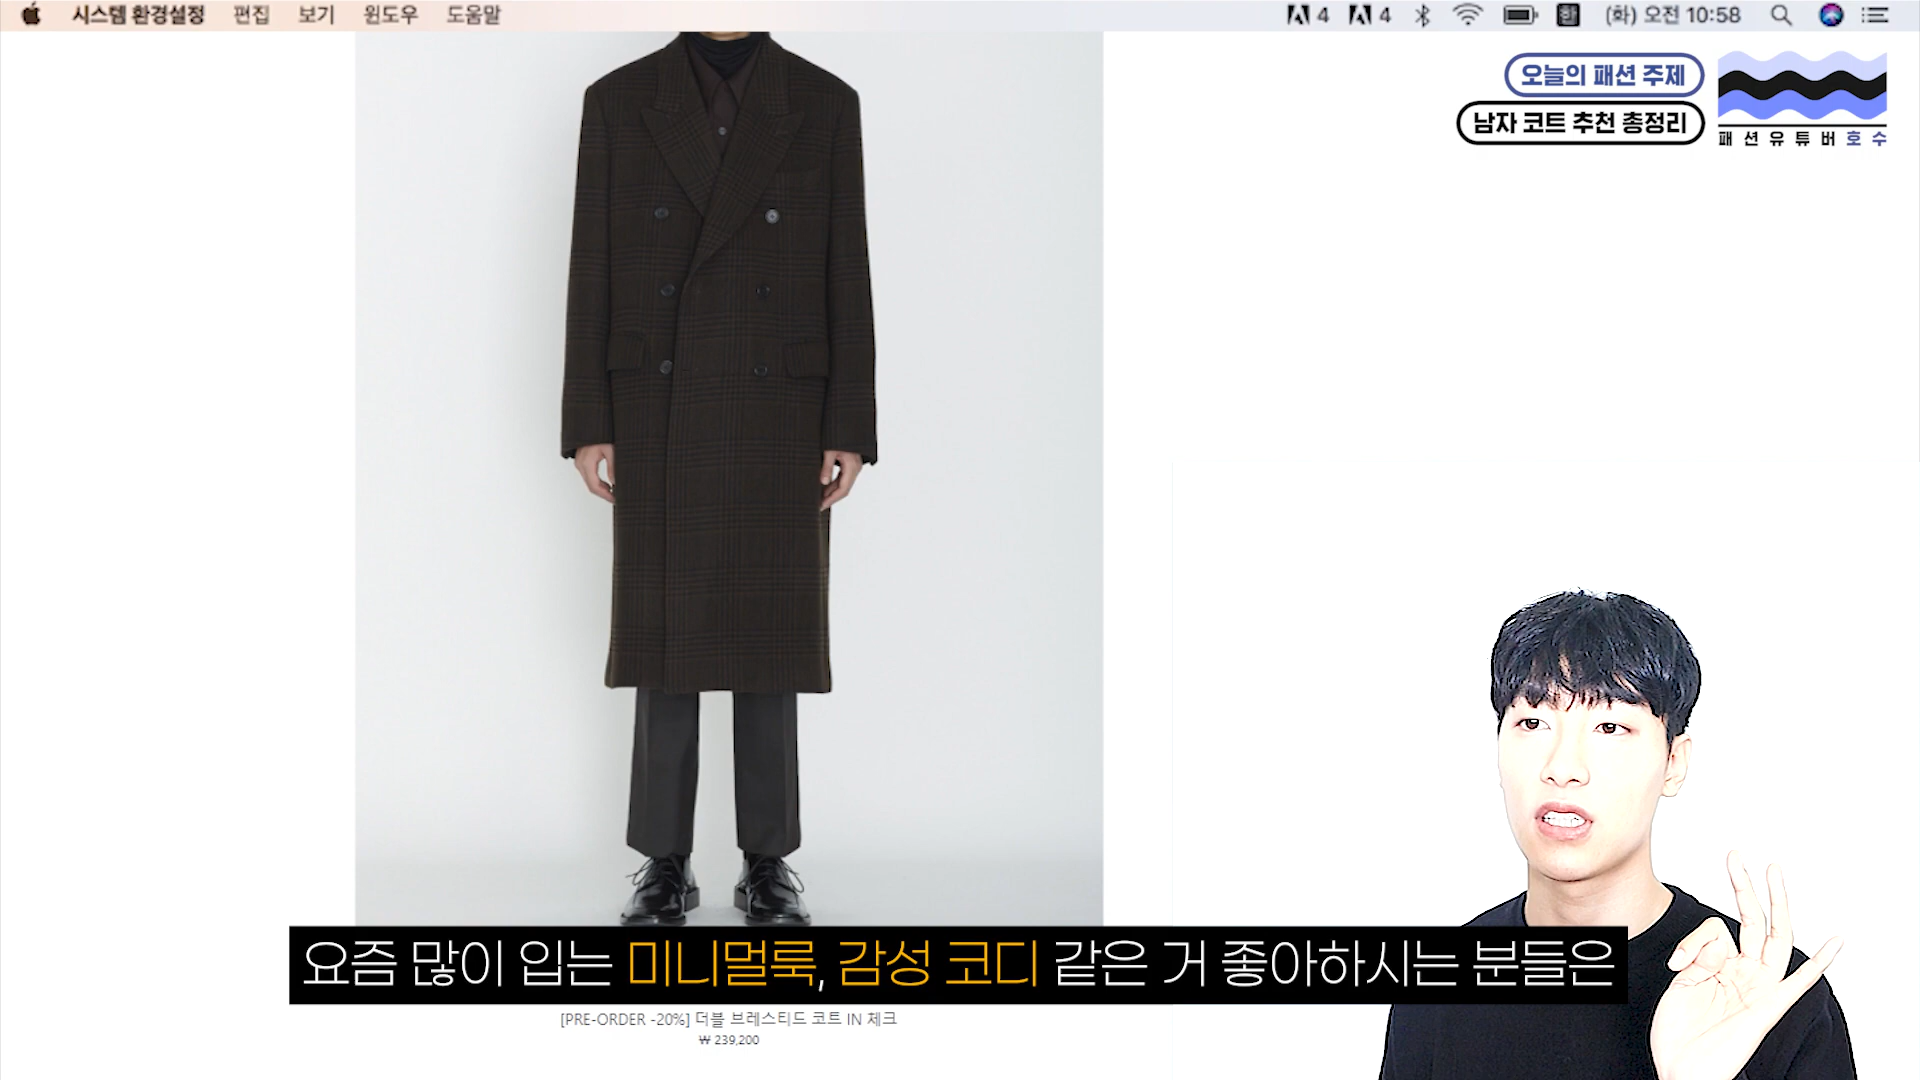 시스템 환경설정 편집 보기 윈도우 도움말 4 4 한 (화) 오전 10:58
오늘의 패션 주제
남자 코트 추천 총정리
패션유튜버호수
요즘 많이 입는 미니멀룩, 감성 코디 같은 거 좋아하시는 분들은
[PRE-ORDER -20%] 더블 브레스티드 코트 IN 체크
₩ 239,200